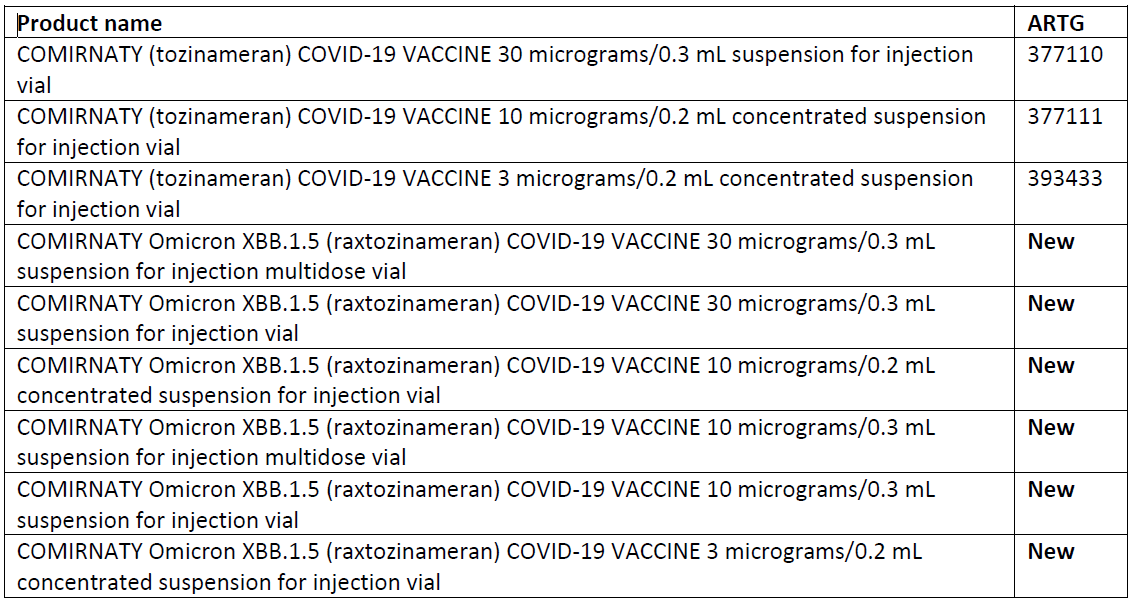 Product name ARTG
COMIRNATY (tozinameran) COVID-19 VACCINE 30 micrograms/0.3 mL suspension for injection 377110
vial
COMIRNATY (tozinameran) COVID-19 VACCINE 10 micrograms/0.2 mL concentrated suspension 377111
for injection vial
COMIRNATY (tozinameran) COVID-19 VACCINE 3 micrograms/0.2 mL concentrated suspension 393433
for injection vial
COMIRNATY Omicron XBB.1.5 (raxtozinameran) COVID-19 VACCINE 30 micrograms/0.3 mL New
suspension for injection multidose vial
COMIRNATY Omicron XBB.1.5 (raxtozinameran) COVID-19 VACCINE 30 micrograms/0.3 mL New
suspension for injection vial
COMIRNATY Omicron XBB.1.5 (raxtozinameran) COVID-19 VACCINE 10 micrograms/0.2 mL New
concentrated suspension for injection vial
COMIRNATY Omicron XBB.1.5 (raxtozinameran) COVID-19 VACCINE 10 micrograms/0.3 mL New
suspension for injection multidose vial
COMIRNATY Omicron XBB.1.5 (raxtozinameran) COVID-19 VACCINE 10 micrograms/0.3 mL New
suspension for injection vial
COMIRNATY Omicron XBB.1.5 (raxtozinameran) COVID-19 VACCINE 3 micrograms/0.2 mL New
concentrated suspension for injection vial